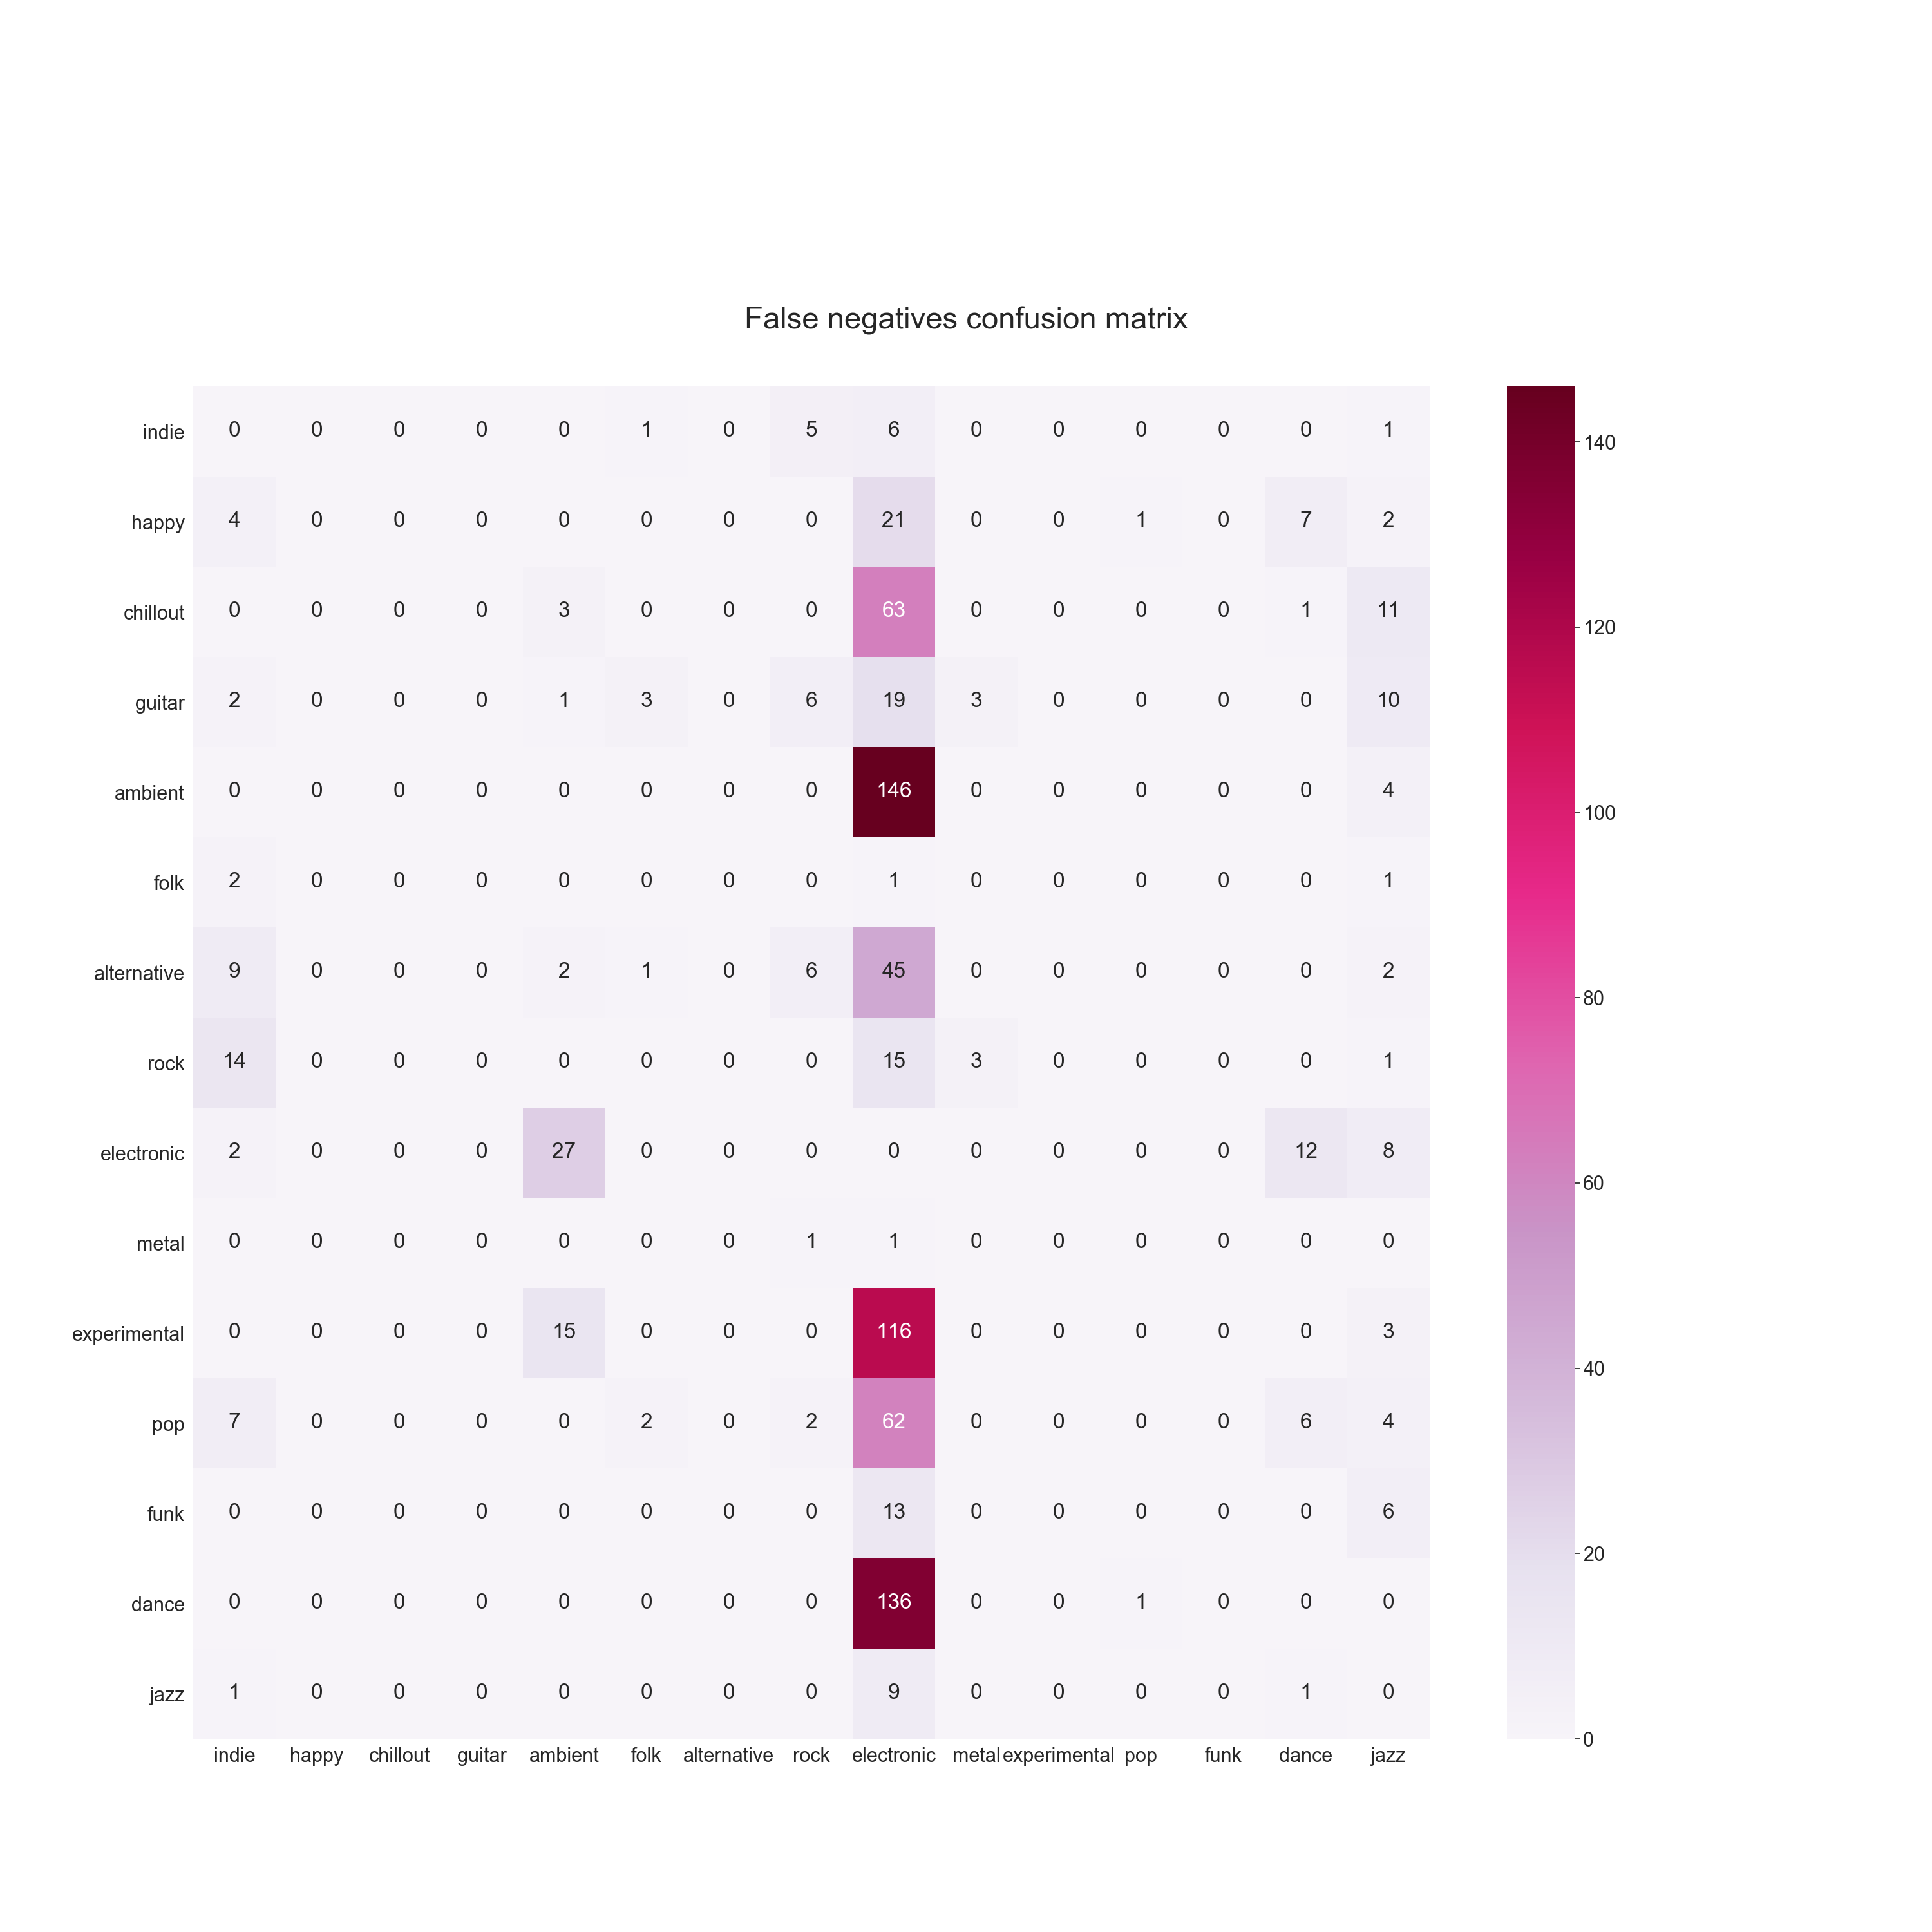 False negatives confusion matrix
indie 0 0 0 0 0 1 0 5 6 0 0 0 0 0 1
happy 4 0 0 0 0 0 0 0 21 0 0 1 0 7 2
chillout 0 0 0 0 3 0 0 0 63 0 0 0 0 1 11
guitar 2 0 0 0 1 3 0 6 19 3 0 0 0 0 10
ambient 0 0 0 0 0 0 0 0 146 0 0 0 0 0 4
folk 2 0 0 0 0 0 0 0 1 0 0 0 0 0 1
alternative 9 0 0 0 2 1 0 6 45 0 0 0 0 0 2
rock 14 0 0 0 0 0 0 0 15 3 0 0 0 0 1
electronic 2 0 0 0 27 0 0 0 0 0 0 0 0 12 8
metal 0 0 0 0 0 0 0 1 1 0 0 0 0 0 0
experimental 0 0 0 0 15 0 0 0 116 0 0 0 0 0 3
pop 7 0 0 0 0 2 0 2 62 0 0 0 0 6 4
funk 0 0 0 0 0 0 0 0 13 0 0 0 0 0 6
dance 0 0 0 0 0 0 0 0 136 0 0 1 0 0 0
jazz 1 0 0 0 0 0 0 0 9 0 0 0 0 1 0
indie happy chillout guitar ambient folk alternative rock electronic metal experimental pop funk dance jazz
140
120
100
80
60
40
20
0